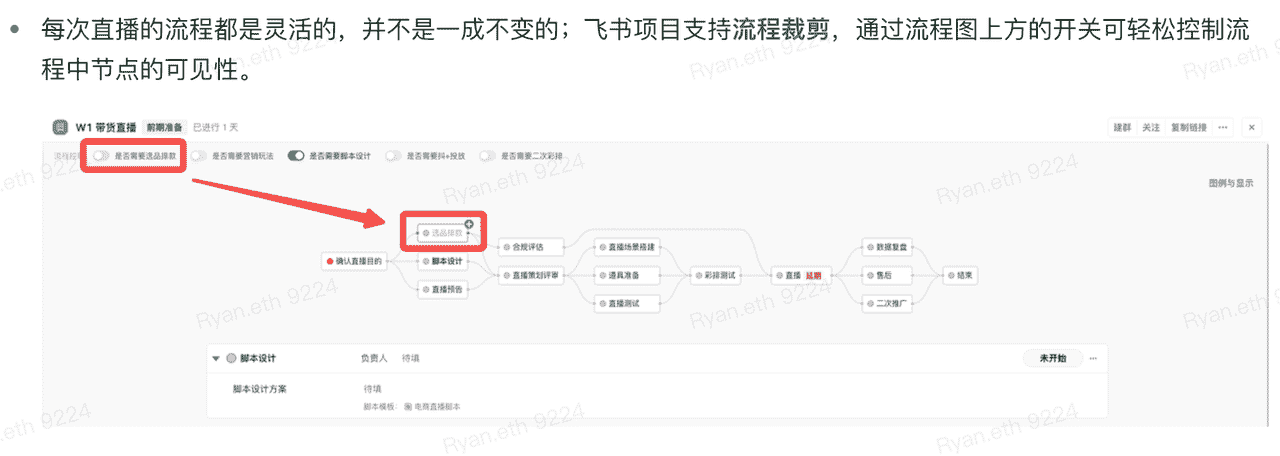 每次直播的流程都是灵活的，并不是一成不变的；飞书项目支持流程裁剪，通过流程图上方的开关可轻松控制流
程中节点的可见性。
W1 带货直播 前期准备 已进行 1 天 建群 关注 复制链接
是否需要选品排款 是否需要营销玩法 是否需要脚本设计 是否需要抖+投放 是否需要二次彩排
图例与显示
选品排款
合规评估 直播场景搭建 数据复盘
确认直播目的 脚本设计 直播策划评审 道具准备 彩排测试 直播 延期 售后 结束
直播预告 直播测试 二次推广
脚本设计 负责人 待填 未开始
脚本设计方案 待填
脚本模板： 电商直播脚本
Ryan.eth 9224